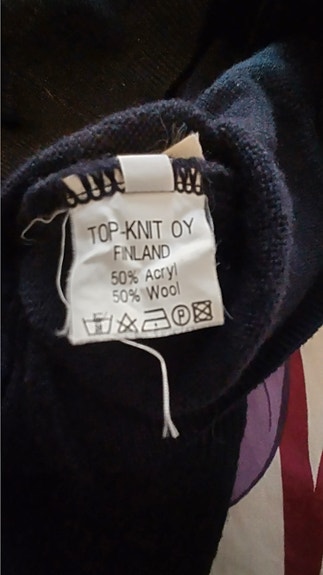 TOP-KNIT OY
FINLAND
50% Acryl
50% Wool